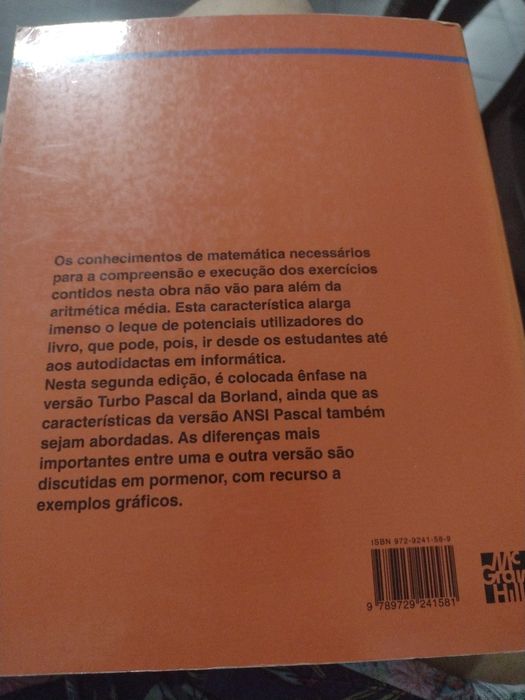 Os conhecimentos de matemática necessários
para a compreensão e execução dos exercícios
contidos nesta obra não vão para além da
aritmética média. Esta característica alarga
imenso o leque de potenciais utilizadores do
livro, que pode, pois, ir desde os estudantes até
aos autodidactas em informática.
Nesta segunda edição, é colocada ênfase na
versão Turbo Pascal da Borland, ainda que as
características da versão ANSI Pascal também
sejam abordadas. As diferenças mais
importantes entre uma e outra versão são
discutidas em pormenor, com recurso a
exemplos gráficos.
ISBN 972-9241-58-9
9 789729 241581
Mc
Graw
Hill